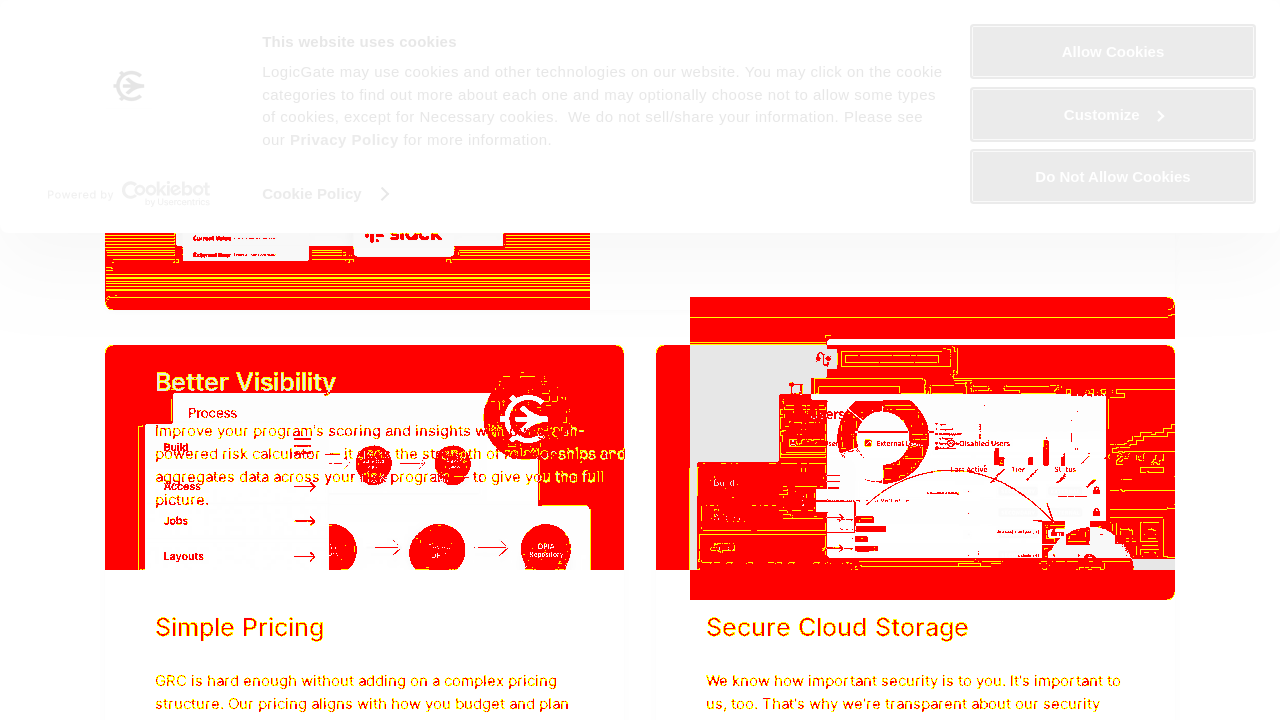 This website uses cookies
LogicGate may use cookies and other technologies on our website. You may click on the cookie
categories to find out more about each one and may optionally choose not to allow some types
of cookies, except for Necessary cookies.  We do not sell/share your information. Please see
our Privacy Policy for more information.
Cookie Policy
Powered by Cookiebot
by Usercentrics
Allow Cookies
Customize
Do Not Allow Cookies
slack
Better Visibility
Process
Improve your program's scoring and insights with
powered risk calculator — it the strength of ships and
aggregates data across your program — to give you the full
picture.
Build
Access
Jobs
Layouts
DPIA
Repository
External
Disabled Users
Tier
Status
Simple Pricing
GRC is hard enough without adding on a complex pricing
structure. Our pricing aligns with how you budget and plan
Secure Cloud Storage
We know how important security is to you. It's important to
us, too. That's why we're transparent about our security